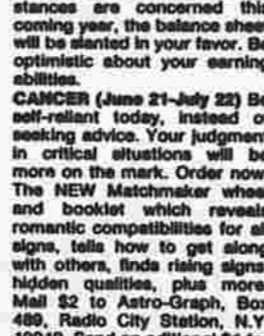 stances are concerned this
coming year, the balance shee
will be slanted in your favor. Be
optimistic about your earning
abilities.
CANCER (June 21-July 22) Be
self-reliant today, instead of
seeking advice. Your judgment
in critical situations will be
more on the mark. Order now
The NEW Matchmaker whee
and booklet which reveals
romantic compatibilities for al
signs, tells how to get along
with others, finds rising signs
hidden qualities, plus more
Mail $2 to Astro-Graph, Box
489, Radio City Station, N.Y